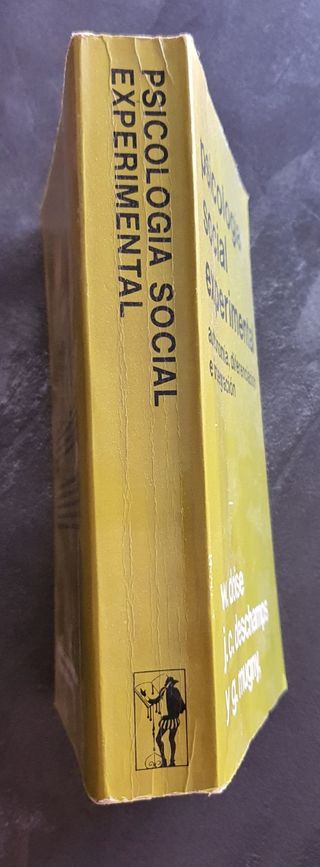 PSICOLOGIA SOCIAL
EXPERIMENTAL
psicología
social
experimental
autonomía, diferenciación
e integración
w. doise
j. c. deschamps
y g. mugny